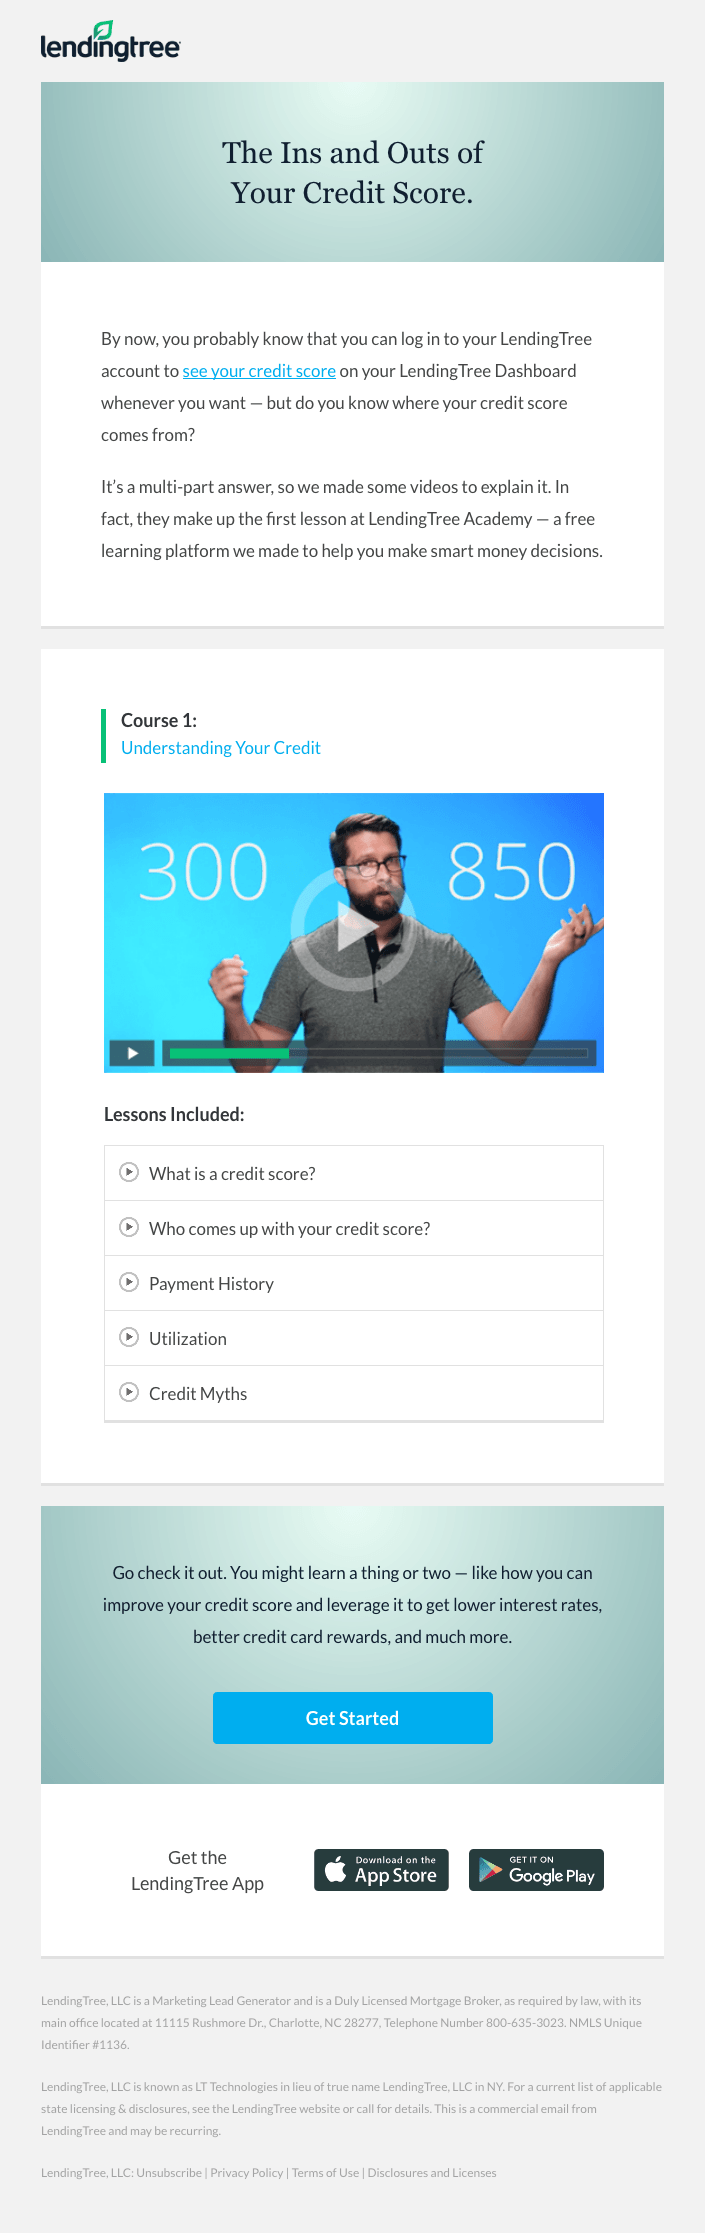 lendingtree
The Ins and Outs of
Your Credit Score.
By now, you probably know that you can log in to your LendingTree
account to see your credit score on your LendingTree Dashboard
whenever you want — but do you know where your credit score
comes from?
It's a multi-part answer, so we made some videos to explain it. In
fact, they make up the first lesson at LendingTree Academy — a free
learning platform we made to help you make smart money decisions.
Course 1:
Understanding Your Credit
300 850
Lessons Included:
What is a credit score?
Who comes up with your credit score?
Payment History
Utilization
Credit Myths
Go check it out. You might learn a thing or two — like how you can
improve your credit score and leverage it to get lower interest rates,
better credit card rewards, and much more.
Get Started
Get the
LendingTree App
Download on the
App Store
GET IT ON
Google Play
LendingTree, LLC is a Marketing Lead Generator and is a Duly Licensed Mortgage Broker, as required by law, with its
main office located at 11115 Rushmore Dr., Charlotte, NC 28277, Telephone Number 800-635-3023. NMLS Unique
Identifier #1136.
LendingTree, LLC is known as LT Technologies in lieu of true name LendingTree, LLC in NY. For a current list of applicable
state licensing & disclosures, see the LendingTree website or call for details. This is a commercial email from
LendingTree and may be recurring.
LendingTree, LLC: Unsubscribe | Privacy Policy | Terms of Use | Disclosures and Licenses